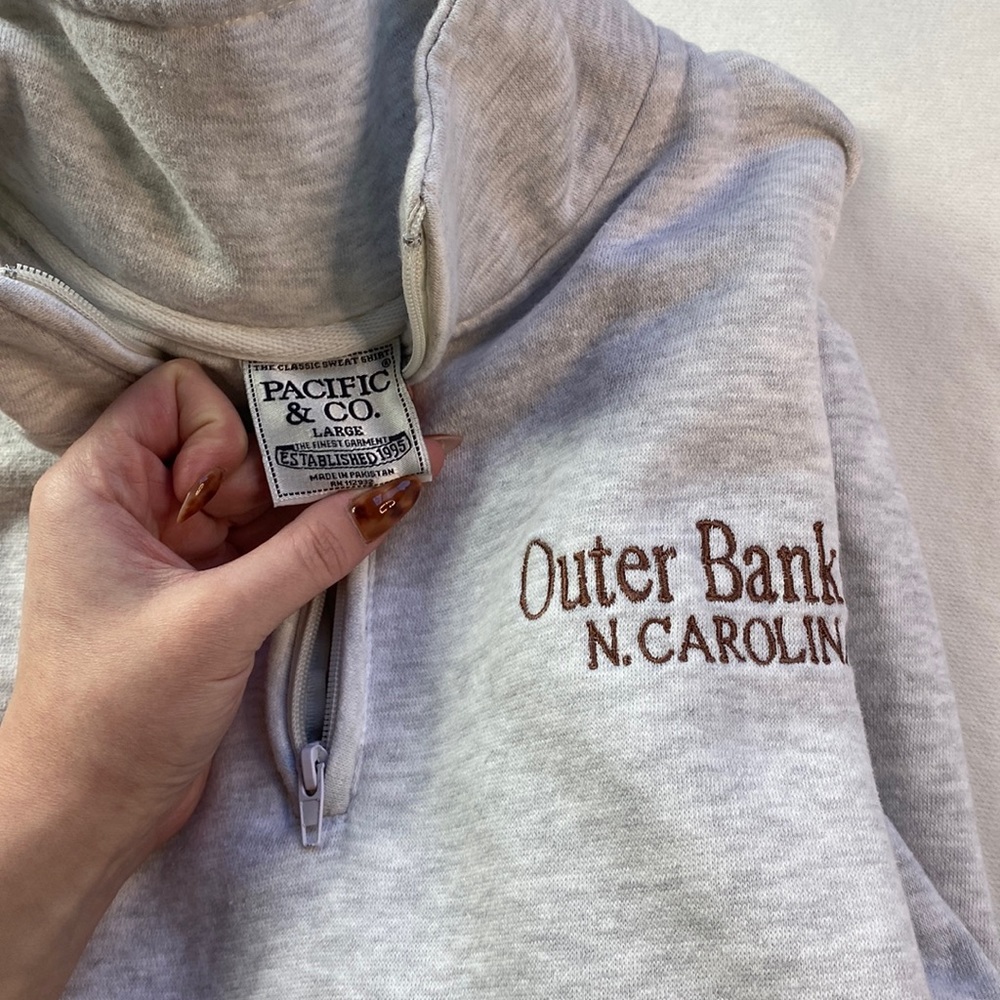 THE CLASSIC SWEAT SHIRT
PACIFIC®
& CO.
LARGE
THE FINEST GARMENT
ESTABLISHED 1995
MADE IN PAKISTAN
Outer Bank
N. CAROLIN